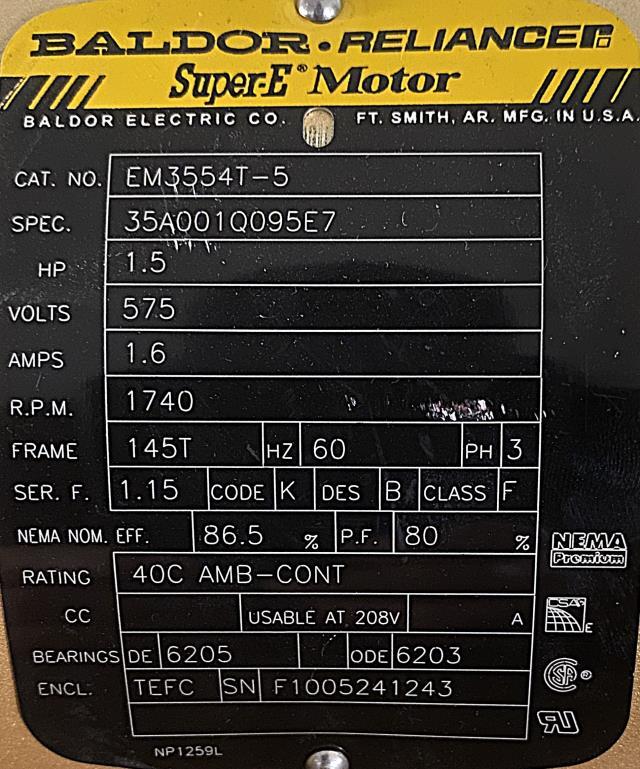 BALDOR • RELIANCER
Super-E® Motor
BALDOR ELECTRIC CO. FT. SMITH, AR. MFG. IN U.S.A.
CAT. NO. EM3554T-5
SPEC. 35A001Q095E7
HP 1.5
VOLTS 575
AMPS 1.6
R.P.M. 1740
FRAME 145T HZ 60 PH 3
SER. F. 1.15 CODE K DES B CLASS F
NEMA NOM. EFF. 86.5 % P.F. 80 %
NEMA
Premium
RATING 40C AMB-CONT
CC USABLE AT 208V A
CSA
E
BEARINGS DE 6205 ODE 6203
ENCL. TEFC SN F1005241243
NP1259L